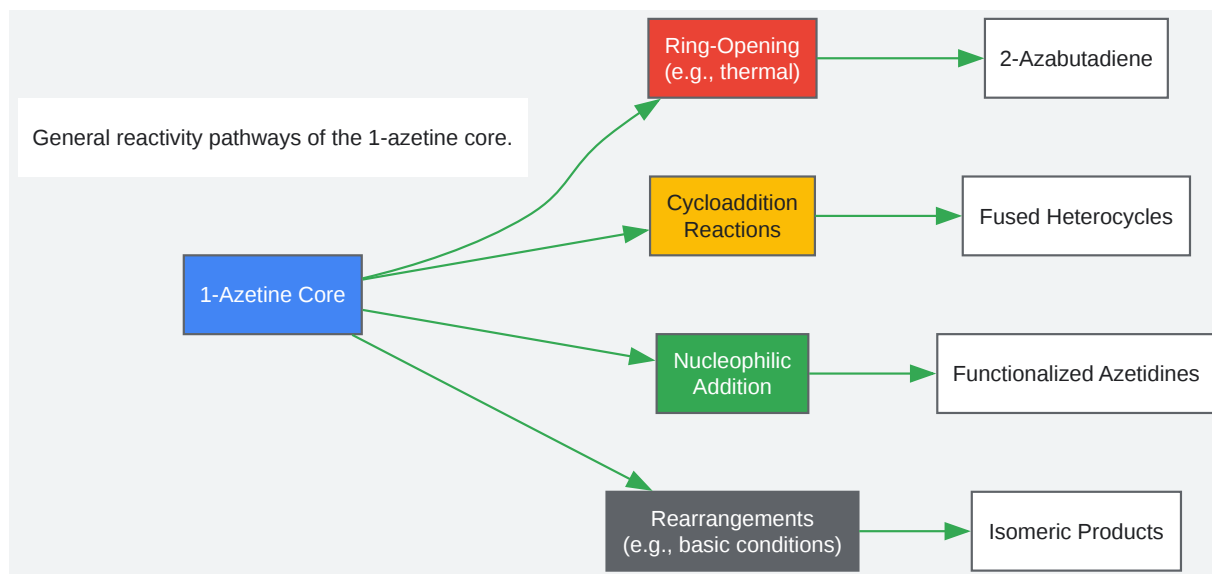 Ring-Opening
(e.g., thermal)
2-Azabutadiene
General reactivity pathways of the 1-azetine core.
Cycloaddition
Reactions
Fused Heterocycles
1-Azetine Core
Nucleophilic
Addition
Functionalized Azetidines
Rearrangements
(e.g., basic conditions)
Isomeric Products